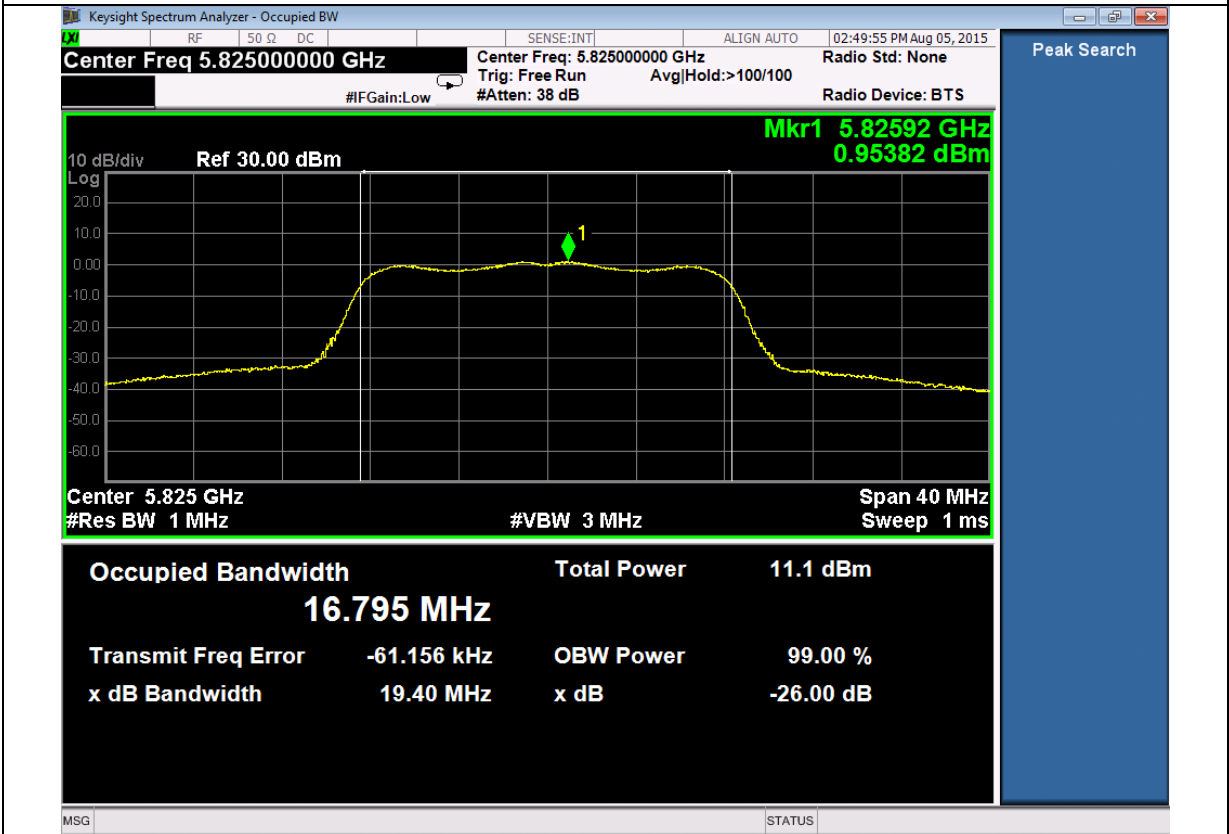 Keysight Spectrum Analyzer - Occupied BW
LXI RF 50 Ω DC SENSE:INT ALIGN AUTO 02:49:55 PM Aug 05, 2015
Center Freq 5.825000000 GHz
Center Freq: 5.825000000 GHz Radio Std: None
Trig: Free Run Avg|Hold:>100/100
#IFGain:Low #Atten: 38 dB Radio Device: BTS
Peak Search
Mkr1 5.82592 GHz
0.95382 dBm
10 dB/div Ref 30.00 dBm
Log
20.0
10.0
1
0.00
-10.0
-20.0
-30.0
-40.0
-50.0
-60.0
Center 5.825 GHz Span 40 MHz
#Res BW 1 MHz #VBW 3 MHz Sweep 1 ms
Occupied Bandwidth Total Power 11.1 dBm
16.795 MHz
Transmit Freq Error -61.156 kHz OBW Power 99.00 %
x dB Bandwidth 19.40 MHz x dB -26.00 dB
MSG STATUS